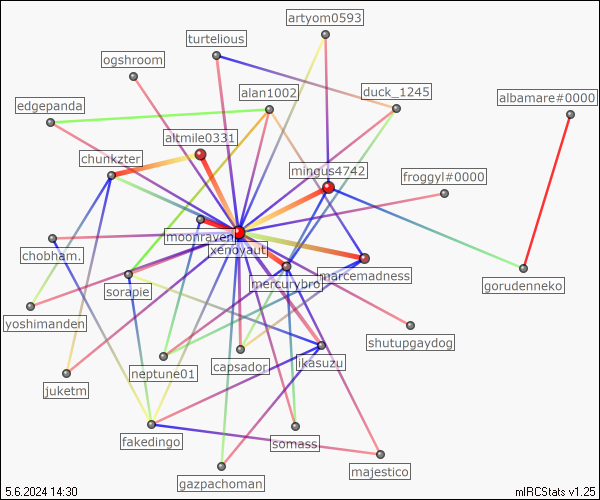 artyom0593
turtelious
ogshroom
alan1002
duck_1245
albamare#0000
edgepanda
altmile0331
chunkzter
mingus4742
froggyl#0000
moonraven
xenoyaut
chobham.
mercurybro
marcemadness
gorudenneko
sorapie
yoshimanden
shutupgaydog
capsador
ikasuzu
neptune01
juketm
fakedingo
somass
majestico
gazpachoman
5.6.2024 14:30
mIRCStats v1.25